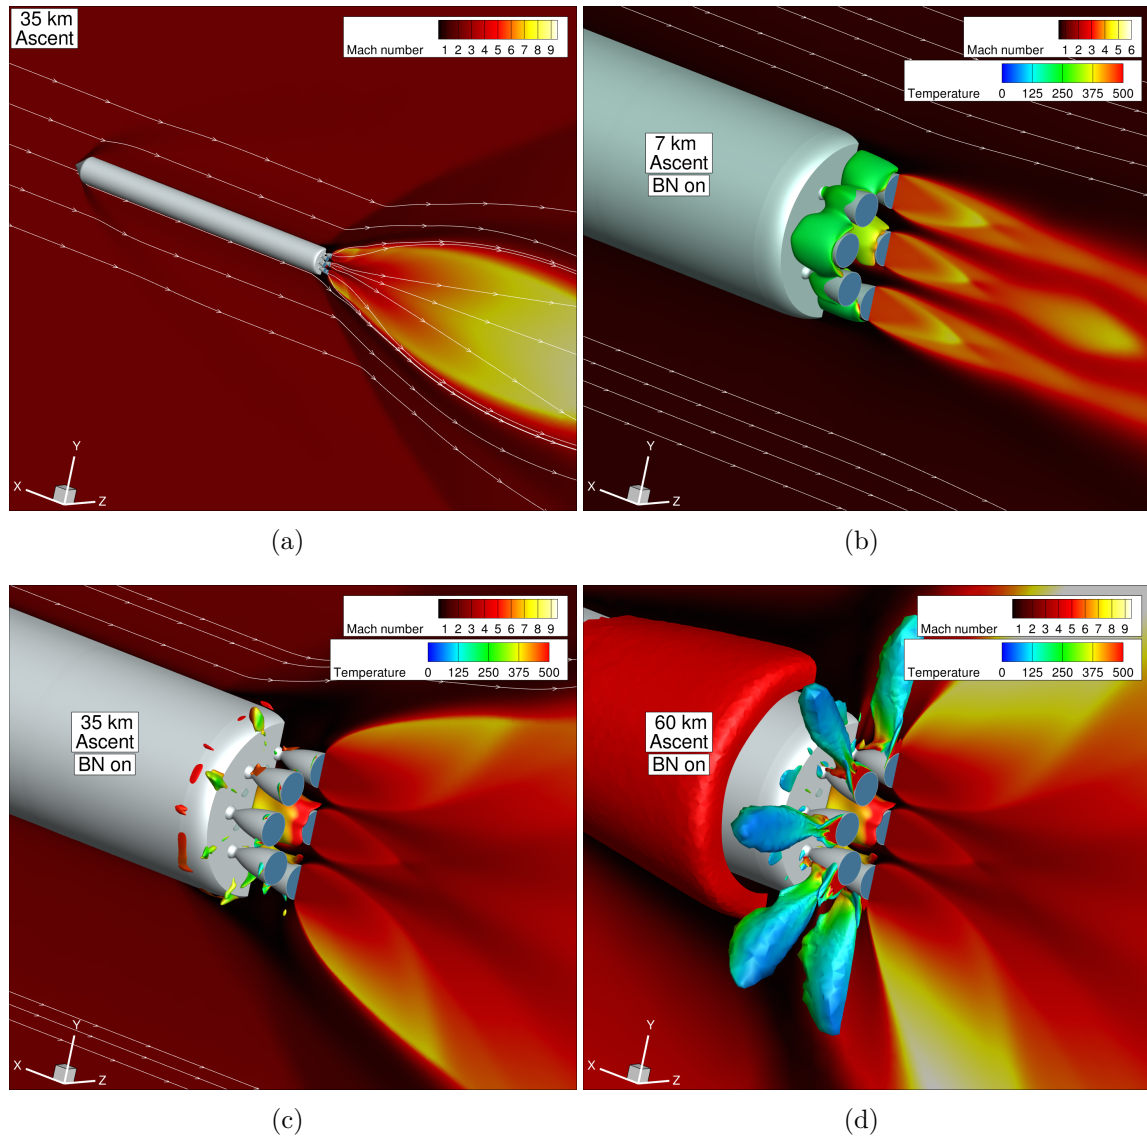 35 km
Ascent
Mach number
1 2 3 4 5 6 7 8 9
X
Y
Z
(a)
7 km
Ascent
BN on
Mach number
1 2 3 4 5 6
Temperature
0 125 250 375 500
X
Y
Z
(b)
35 km
Ascent
BN on
Mach number
1 2 3 4 5 6 7 8 9
Temperature
0 125 250 375 500
X
Y
Z
(c)
60 km
Ascent
BN on
Mach number
1 2 3 4 5 6 7 8 9
Temperature
0 125 250 375 500
X
Y
Z
(d)